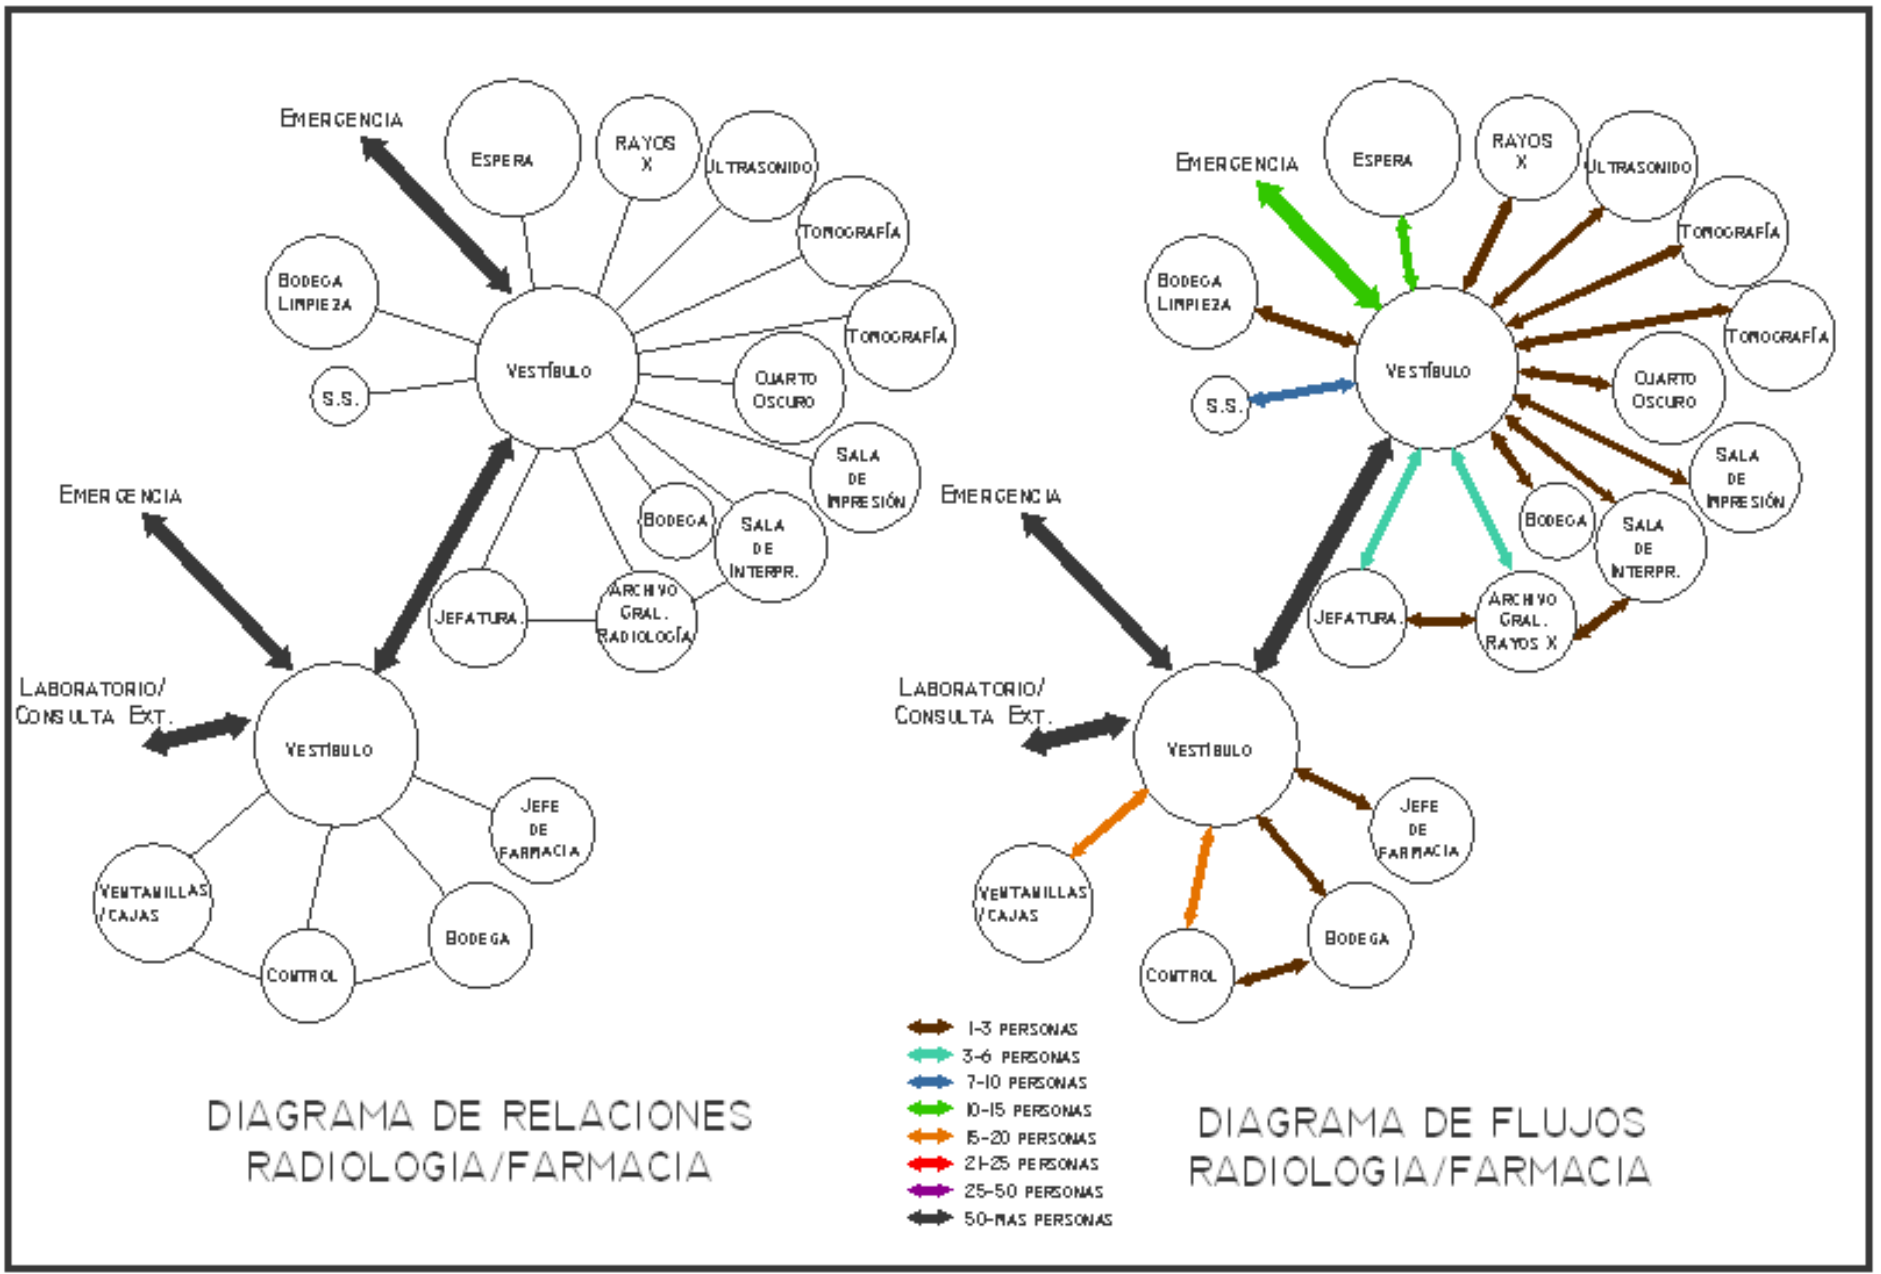 EMERGENCIA
ESPERA
RAYOS
X
ULTRASONIDO
TOMOGRAFÍA
BODEGA
LIMPIEZA
TOMOGRAFÍA
VESTÍBULO
CUARTO
OSCURO
S.S.
SALA
DE
IMPRESIÓN
EMERGENCIA
BODEGA
SALA
DE
INTERPR.
JEFATURA.
ARCHIVO
GRAL.
RADIOLOGÍA
LABORATORIO/
CONSULTA EXT.
VESTÍBULO
JEFE
DE
FARMACIA
VENTANILLAS
/CAJAS
BODEGA
CONTROL
DIAGRAMA DE RELACIONES
RADIOLOGIA/FARMACIA
EMERGENCIA
ESPERA
RAYOS
X
ULTRASONIDO
TOMOGRAFÍA
BODEGA
LIMPIEZA
TOMOGRAFÍA
VESTÍBULO
CUARTO
OSCURO
S.S.
SALA
DE
IMPRESIÓN
EMERGENCIA
BODEGA
SALA
DE
INTERPR.
JEFATURA.
ARCHIVO
GRAL.
RAYOS X
LABORATORIO/
CONSULTA EXT.
VESTÍBULO
JEFE
DE
FARMACIA
VENTANILLAS
/CAJAS
BODEGA
CONTROL
1-3 PERSONAS
3-6 PERSONAS
7-10 PERSONAS
10-15 PERSONAS
15-20 PERSONAS
21-25 PERSONAS
25-50 PERSONAS
50-MAS PERSONAS
DIAGRAMA DE FLUJOS
RADIOLOGIA/FARMACIA